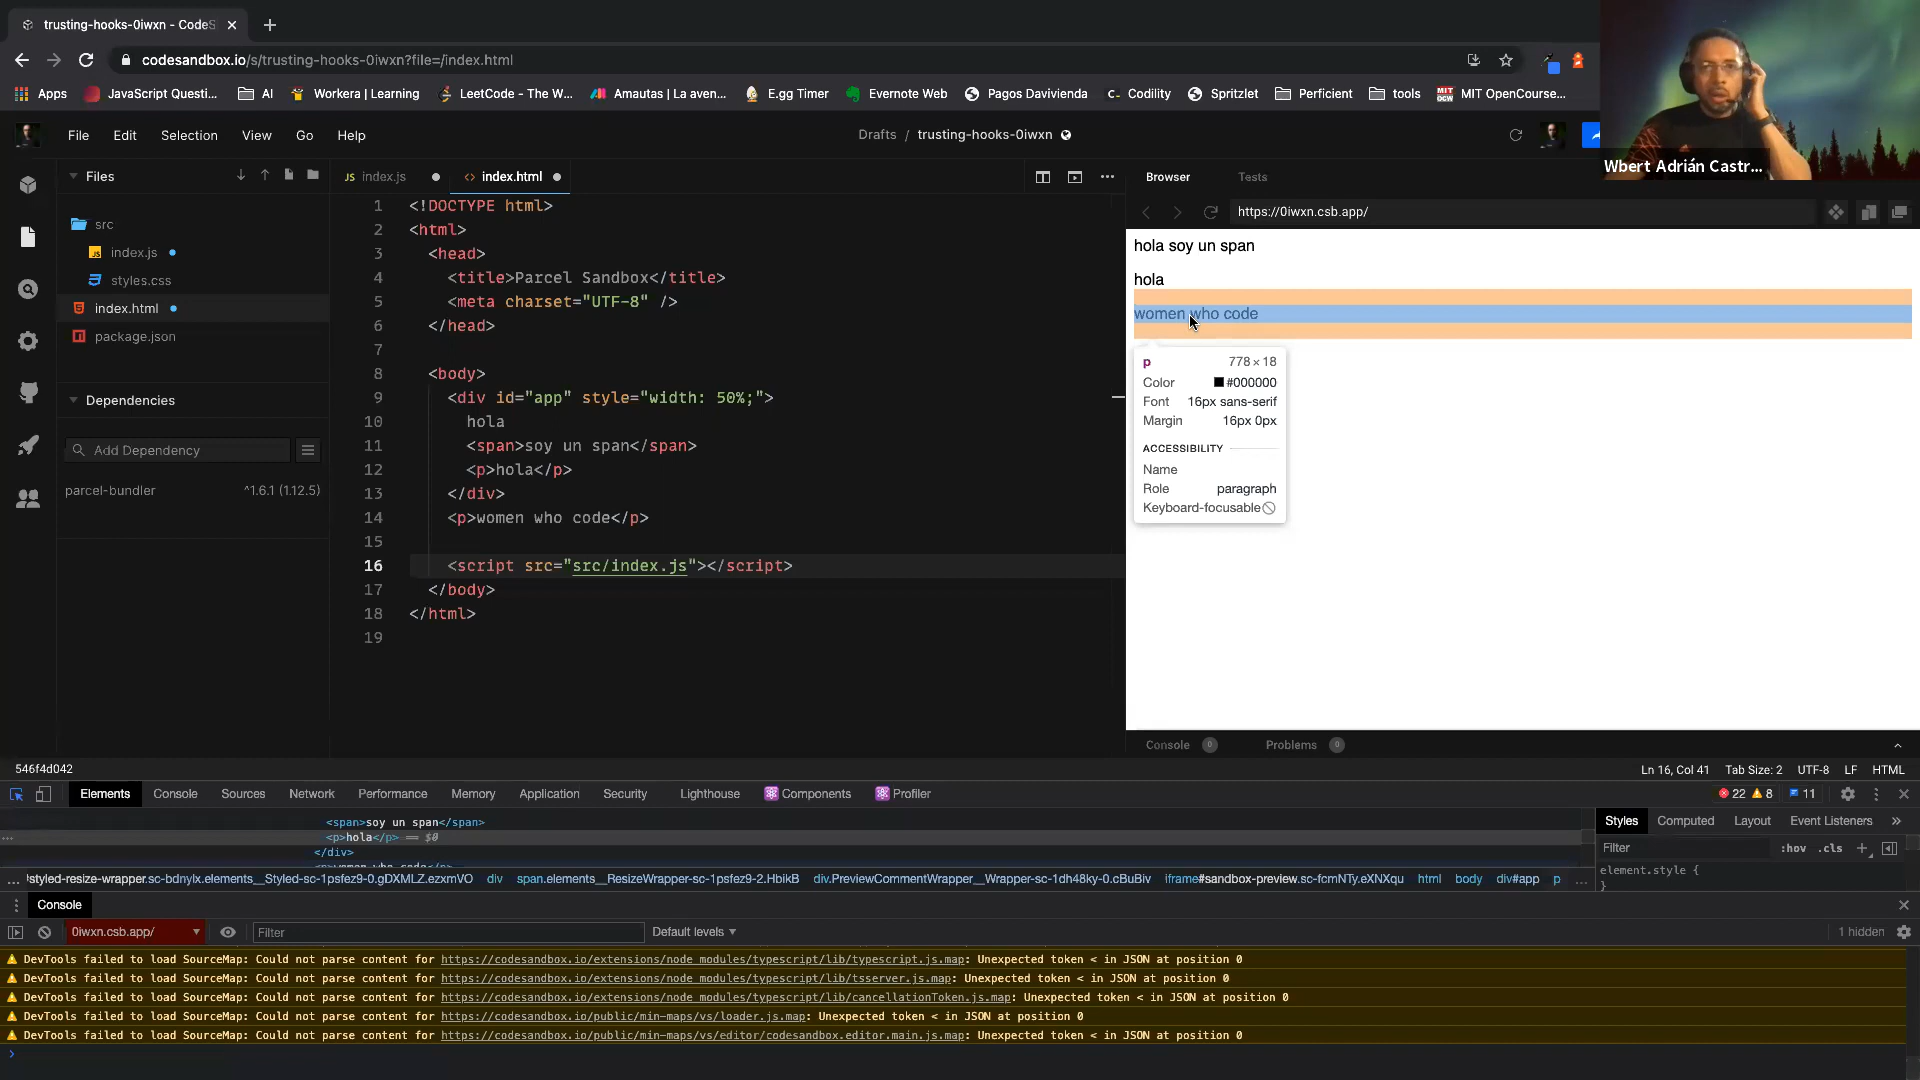 trusting-hooks-0iwxn - CodeS
codesandbox.io/s/trusting-hooks-0iwxn?file=/index.html
Apps JavaScript Questi... AI Workera | Learning LeetCode - The W... Amautas | La aven... E.gg Timer Evernote Web Pagos Davivienda Codility Spritzlet Perficient tools MIT OpenCourse...
File Edit Selection View Go Help
Drafts / trusting-hooks-0iwxn
Wbert Adrián Castr...
Files
src
index.js
styles.css
index.html
package.json
Dependencies
Add Dependency
parcel-bundler ^1.6.1 (1.12.5)
index.js index.html
1 <!DOCTYPE html>
2 <html>
3 <head>
4 <title>Parcel Sandbox</title>
5 <meta charset="UTF-8" />
6 </head>
7
8 <body>
9 <div id="app" style="width: 50%;">
10 hola
11 <span>soy un span</span>
12 <p>hola</p>
13 </div>
14 <p>women who code</p>
15
16 <script src="src/index.js"></script>
17 </body>
18 </html>
19
Browser Tests
https://0iwxn.csb.app/
hola soy un span
hola
women who code
p 778 × 18
Color #000000
Font 16px sans-serif
Margin 16px 0px
ACCESSIBILITY
Name
Role paragraph
Keyboard-focusable
Console 0 Problems 0
546f4d042
Ln 16, Col 41 Tab Size: 2 UTF-8 LF HTML
Elements Console Sources Network Performance Memory Application Security Lighthouse Components Profiler 22 8 11
<span>soy un span</span>
... <p>hola</p> == $0
</div>
... styled-resize-wrapper.sc-bdnylx.elements__Styled-sc-1psfez9-0.gDXMLZ.ezxmVO div span.elements__ResizeWrapper-sc-1psfez9-2.HbikB div.PreviewCommentWrapper__Wrapper-sc-1dh48ky-0.cBuBiv iframe#sandbox-preview.sc-fcmNTy.eXNXqu html body div#app p ...
Styles Computed Layout Event Listeners »
Filter :hov .cls +
element.style {
}
Console
0iwxn.csb.app/ Filter Default levels 1 hidden
DevTools failed to load SourceMap: Could not parse content for https://codesandbox.io/extensions/node_modules/typescript/lib/typescript.js.map: Unexpected token < in JSON at position 0
DevTools failed to load SourceMap: Could not parse content for https://codesandbox.io/extensions/node_modules/typescript/lib/tsserver.js.map: Unexpected token < in JSON at position 0
DevTools failed to load SourceMap: Could not parse content for https://codesandbox.io/extensions/node_modules/typescript/lib/cancellationToken.js.map: Unexpected token < in JSON at position 0
DevTools failed to load SourceMap: Could not parse content for https://codesandbox.io/public/min-maps/vs/loader.js.map: Unexpected token < in JSON at position 0
DevTools failed to load SourceMap: Could not parse content for https://codesandbox.io/public/min-maps/vs/editor/codesandbox.editor.main.js.map: Unexpected token < in JSON at position 0